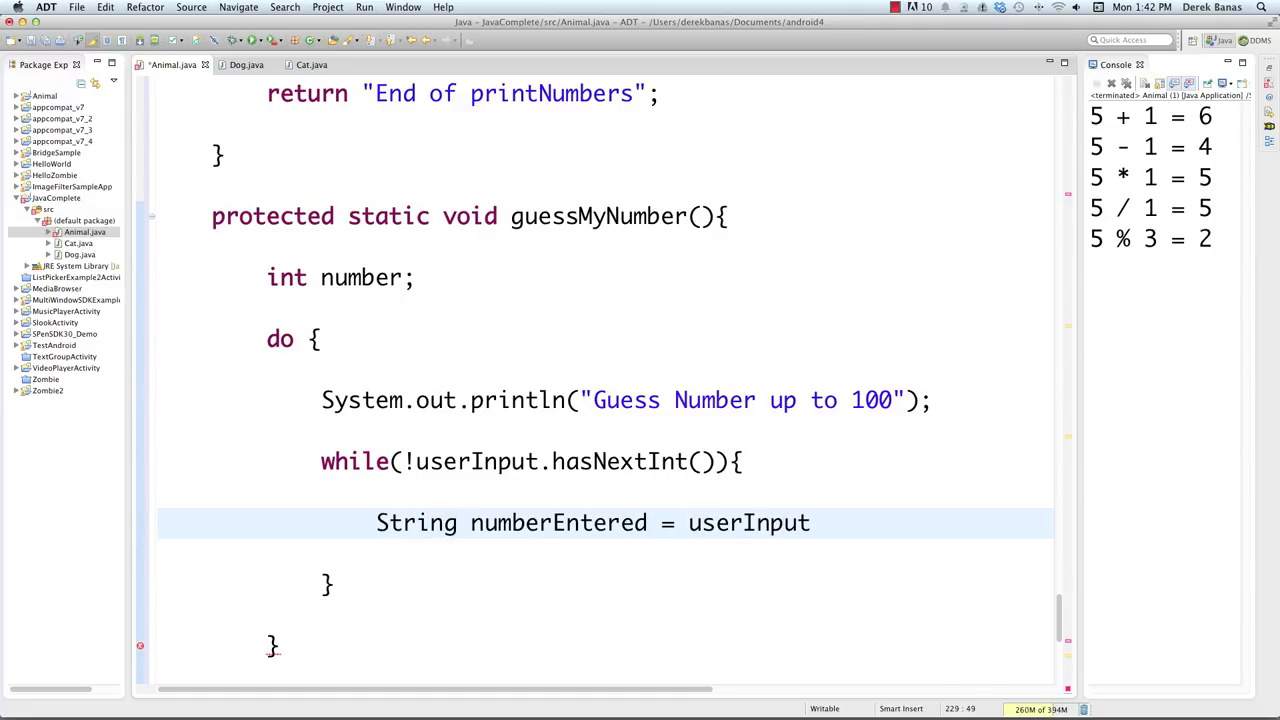 ADT File Edit Refactor Source Navigate Search Project Run Window Help 10 Mon 1:42 PM Derek Banas
Java – JavaComplete/src/Animal.java – ADT – /Users/derekbanas/Documents/android4
Quick Access Java DDMS
Package Exp
*Animal.java Dog.java Cat.java
Console
<terminated> Animal (1) [Java Application] /S
Animal
appcompat_v7
appcompat_v7_2
appcompat_v7_3
appcompat_v7_4
BridgeSample
HelloWorld
HelloZombie
ImageFilterSampleApp
JavaComplete
src
(default package)
Animal.java
Cat.java
Dog.java
JRE System Library [Ja
ListPickerExample2Activi
MediaBrowser
MultiWindowSDKExample
MusicPlayerActivity
SlookActivity
SPenSDK30_Demo
TestAndroid
TextGroupActivity
VideoPlayerActivity
Zombie
Zombie2
return "End of printNumbers";
}
protected static void guessMyNumber(){
int number;
do {
System.out.println("Guess Number up to 100");
while(!userInput.hasNextInt()){
String numberEntered = userInput
}
}
5 + 1 = 6
5 - 1 = 4
5 * 1 = 5
5 / 1 = 5
5 % 3 = 2
Writable Smart Insert 229 : 49 260M of 394M